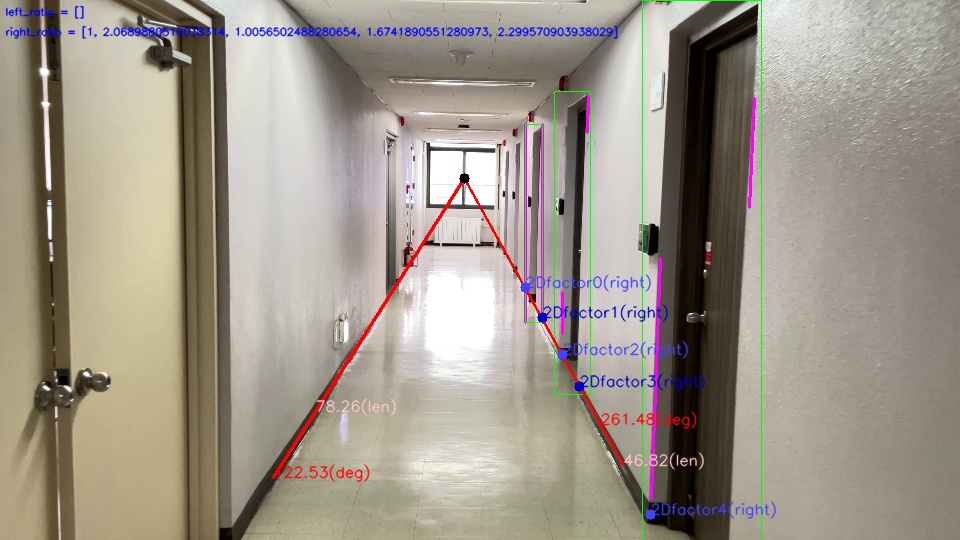 left_ratio = []
right_ratio = [1, 2.0689880510038314, 1.0056502488280654, 1.6741890551280973, 2.299570903938029]
2Dfactor0(right)
2Dfactor1(right)
2Dfactor2(right)
2Dfactor3(right)
78.26(len)
261.48(deg)
46.82(len)
22.53(deg)
2Dfactor4(right)